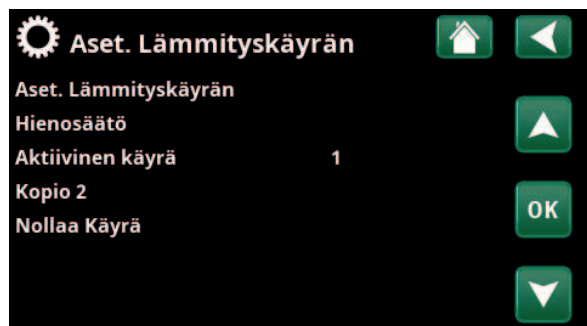 Aset. Lämmityskäyrän
Aset. Lämmityskäyrän
Hienosäätö
Aktiivinen käyrä 1
Kopio 2
OK
Nollaa Käyrä